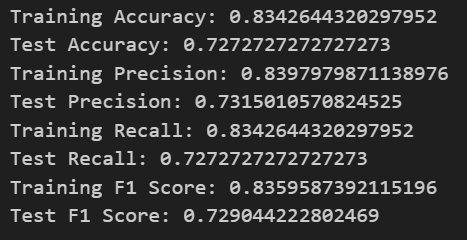 Training Accuracy: 0.8342644320297952
Test Accuracy: 0.7272727272727273
Training Precision: 0.8397979871138976
Test Precision: 0.7315010570824525
Training Recall: 0.8342644320297952
Test Recall: 0.7272727272727273
Training F1 Score: 0.8359587392115196
Test F1 Score: 0.729044222802469